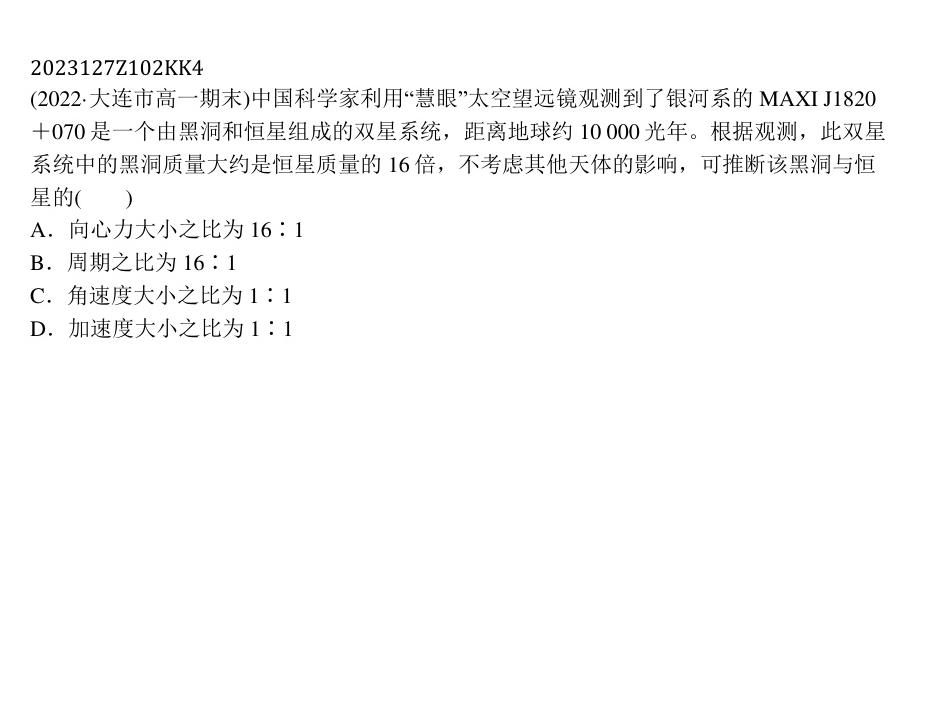 2023127Z102KK4
(2022·大连市高一期末)中国科学家利用“慧眼”太空望远镜观测到了银河系的 MAXI J1820
＋070 是一个由黑洞和恒星组成的双星系统，距离地球约 10 000 光年。根据观测，此双星
系统中的黑洞质量大约是恒星质量的 16 倍，不考虑其他天体的影响，可推断该黑洞与恒
星的(　　)
A．向心力大小之比为 16∶1
B．周期之比为 16∶1
C．角速度大小之比为 1∶1
D．加速度大小之比为 1∶1